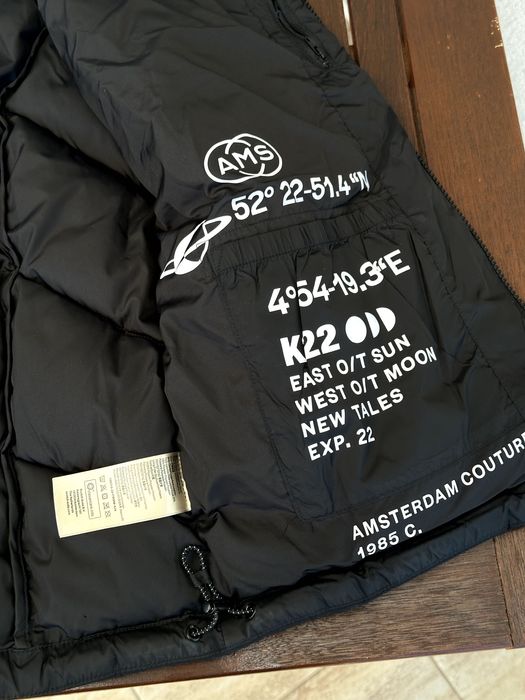 AMS
52° 22-51.4"N
4°54-19.3"E
K22
EAST O/T SUN
WEST O/T MOON
NEW TALES
EXP. 22
AMSTERDAM COUTURE
1985 C.